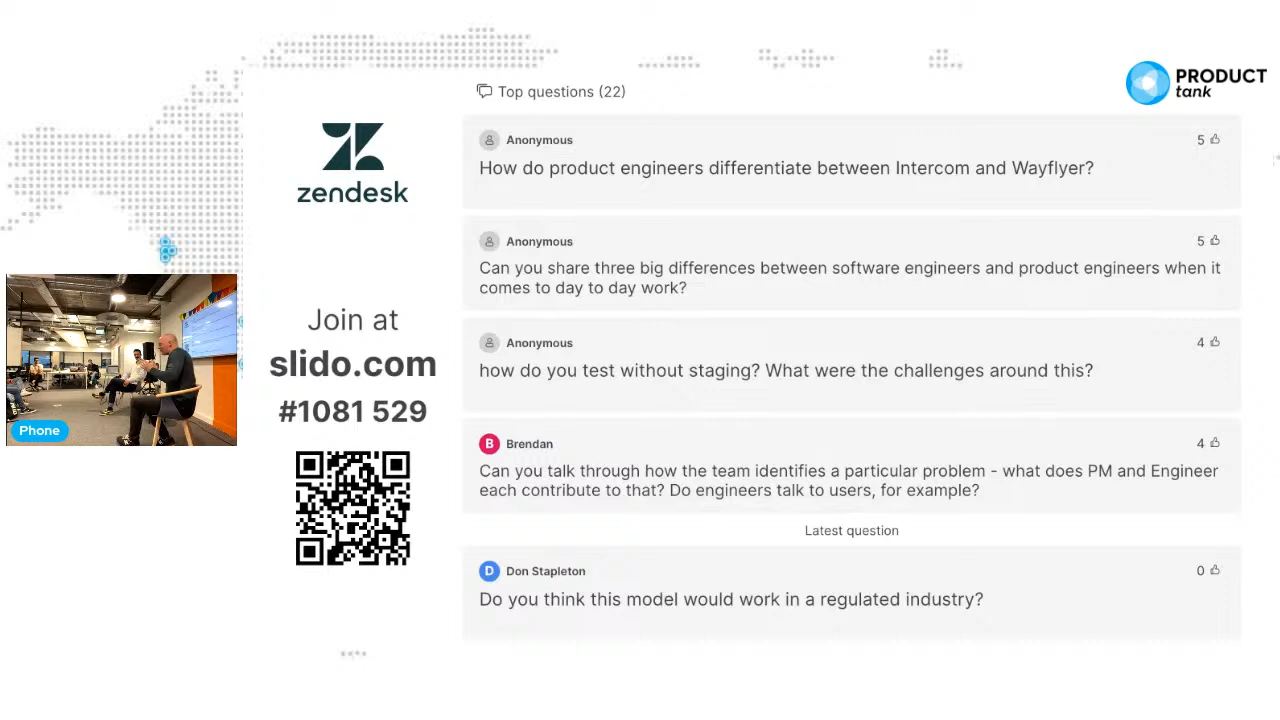 PRODUCT
tank
Top questions (22)
zendesk
Join at
slido.com
#1081 529
Phone
Anonymous
5
How do product engineers differentiate between Intercom and Wayflyer?
Anonymous
5
Can you share three big differences between software engineers and product engineers when it
comes to day to day work?
Anonymous
4
how do you test without staging? What were the challenges around this?
B
Brendan
4
Can you talk through how the team identifies a particular problem - what does PM and Engineer
each contribute to that? Do engineers talk to users, for example?
Latest question
D
Don Stapleton
0
Do you think this model would work in a regulated industry?